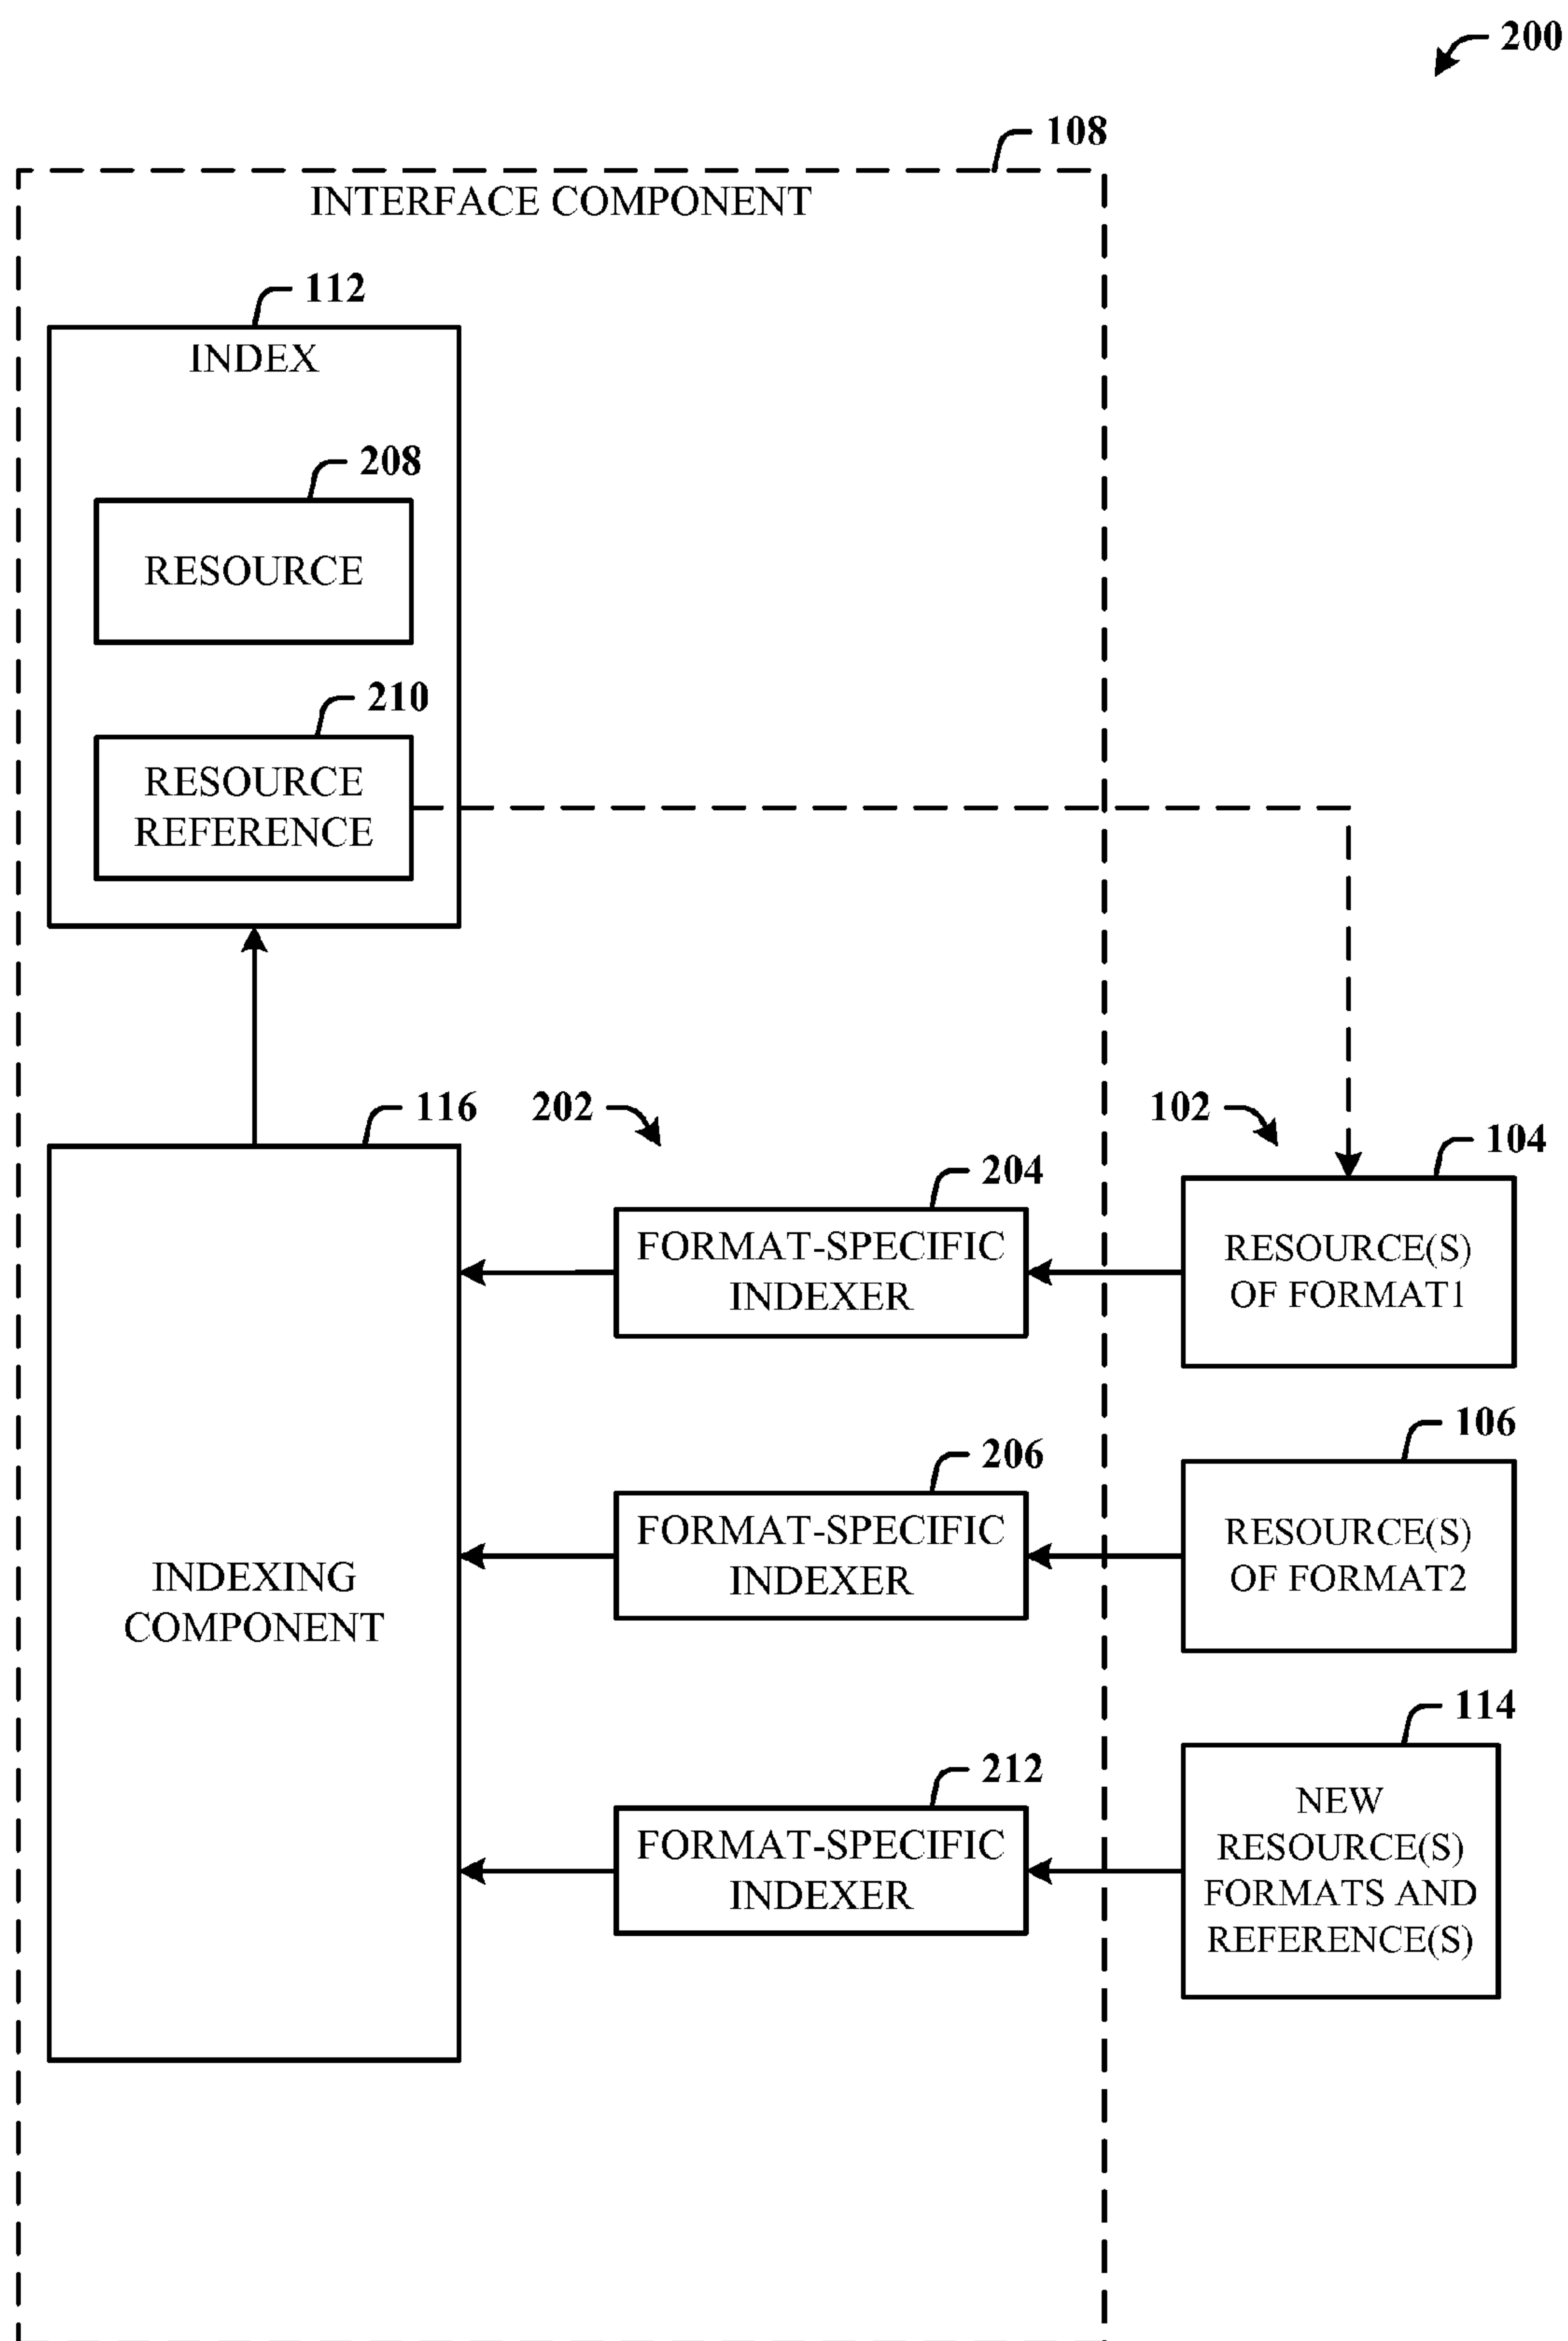 200
108
INTERFACE COMPONENT
112
INDEX
208
RESOURCE
210
RESOURCE
REFERENCE
116
202
102
104
204
FORMAT-SPECIFIC
INDEXER
RESOURCE(S)
OF FORMAT1
106
206
FORMAT-SPECIFIC
INDEXER
RESOURCE(S)
OF FORMAT2
INDEXING
COMPONENT
114
212
FORMAT-SPECIFIC
INDEXER
NEW
RESOURCE(S)
FORMATS AND
REFERENCE(S)